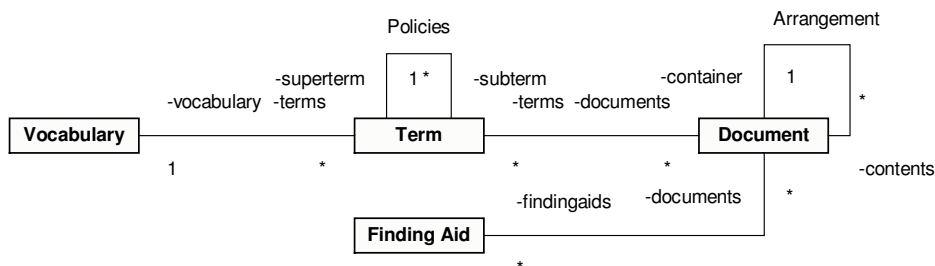 Arrangement
Policies
-superterm 1 * -subterm -container 1
-vocabulary -terms -terms -documents *
Vocabulary Term Document
1 * * * -contents
-findingaids -documents *
Finding Aid
*